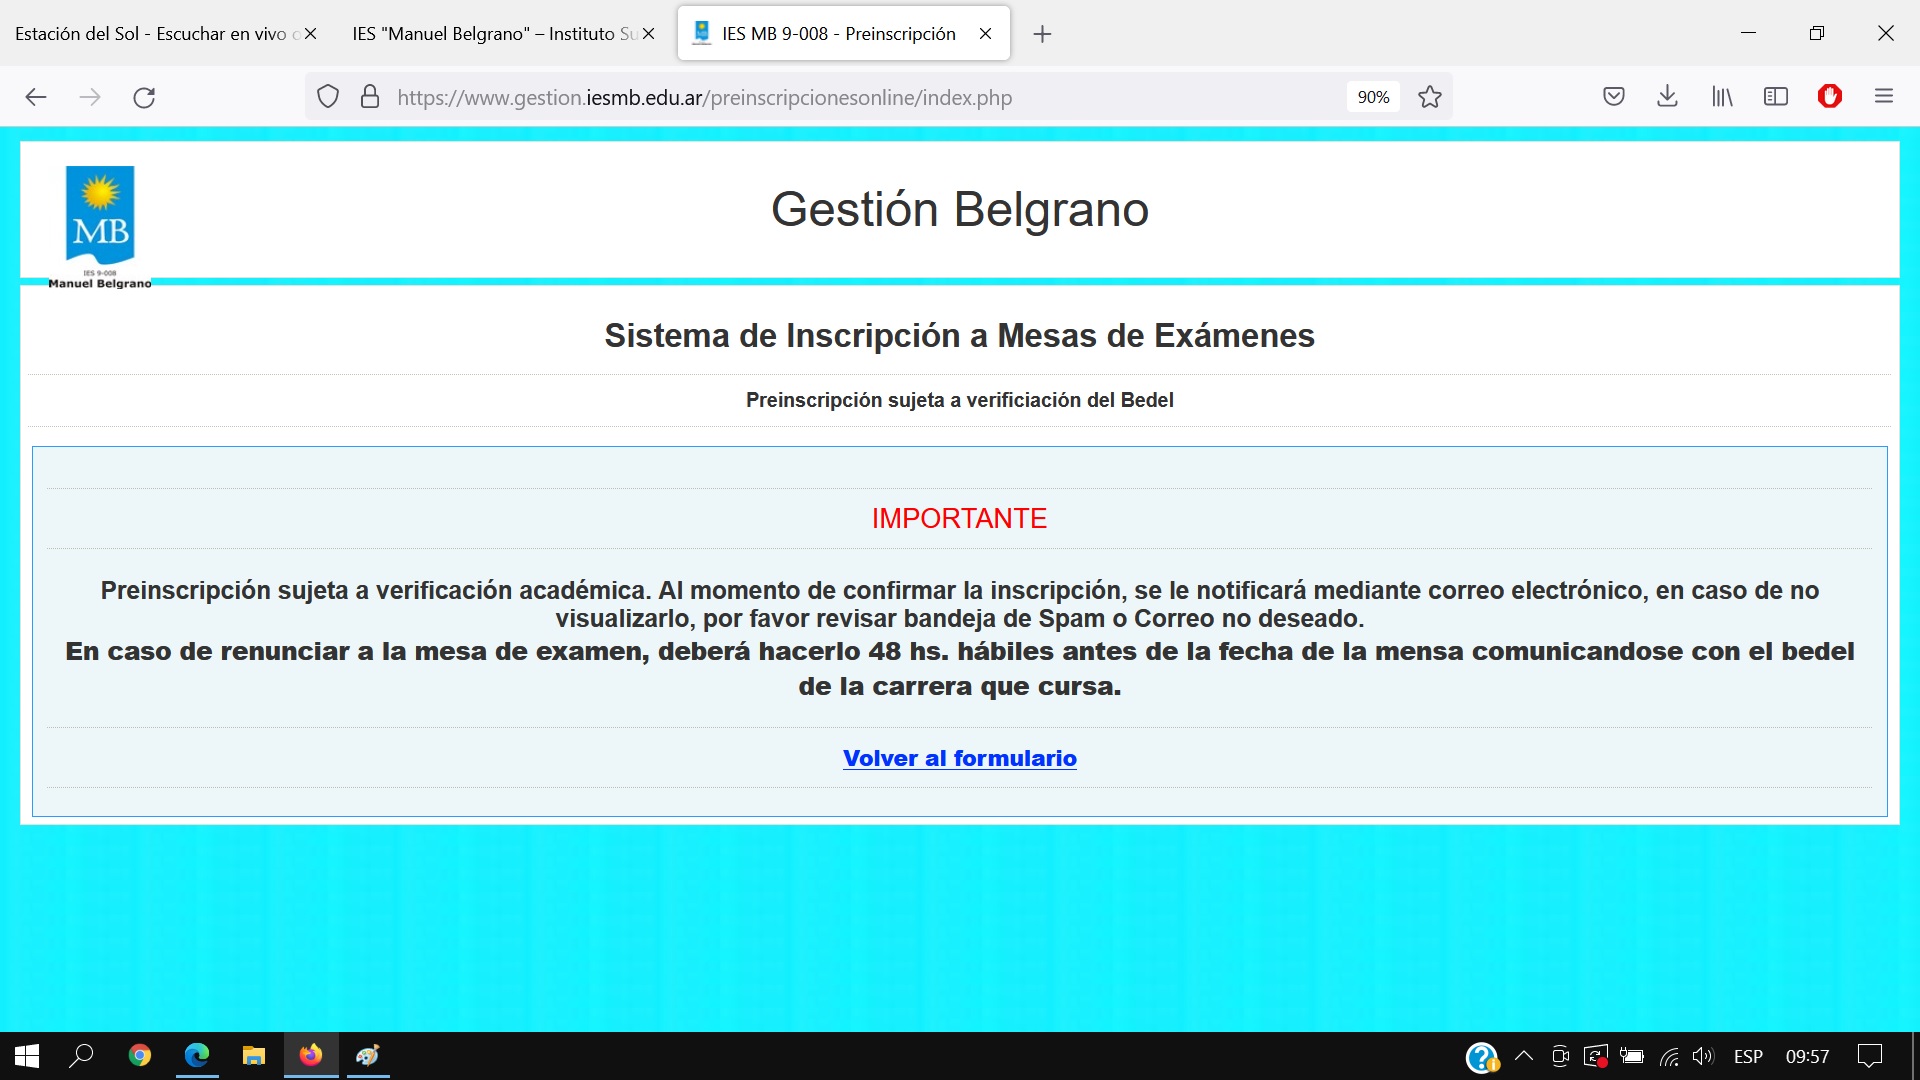 Estación del Sol - Escuchar en vivo
IES "Manuel Belgrano" – Instituto Su
IES MB 9-008 - Preinscripción
https://www.gestion.iesmb.edu.ar/preinscripcionesonline/index.php
90%
MB
IES 9-008
Manuel Belgrano
Gestión Belgrano
Sistema de Inscripción a Mesas de Exámenes
Preinscripción sujeta a verificiación del Bedel
IMPORTANTE
Preinscripción sujeta a verificación académica. Al momento de confirmar la inscripción, se le notificará mediante correo electrónico, en caso de no
visualizarlo, por favor revisar bandeja de Spam o Correo no deseado.
En caso de renunciar a la mesa de examen, deberá hacerlo 48 hs. hábiles antes de la fecha de la mensa comunicandose con el bedel
de la carrera que cursa.
Volver al formulario
ESP
09:57